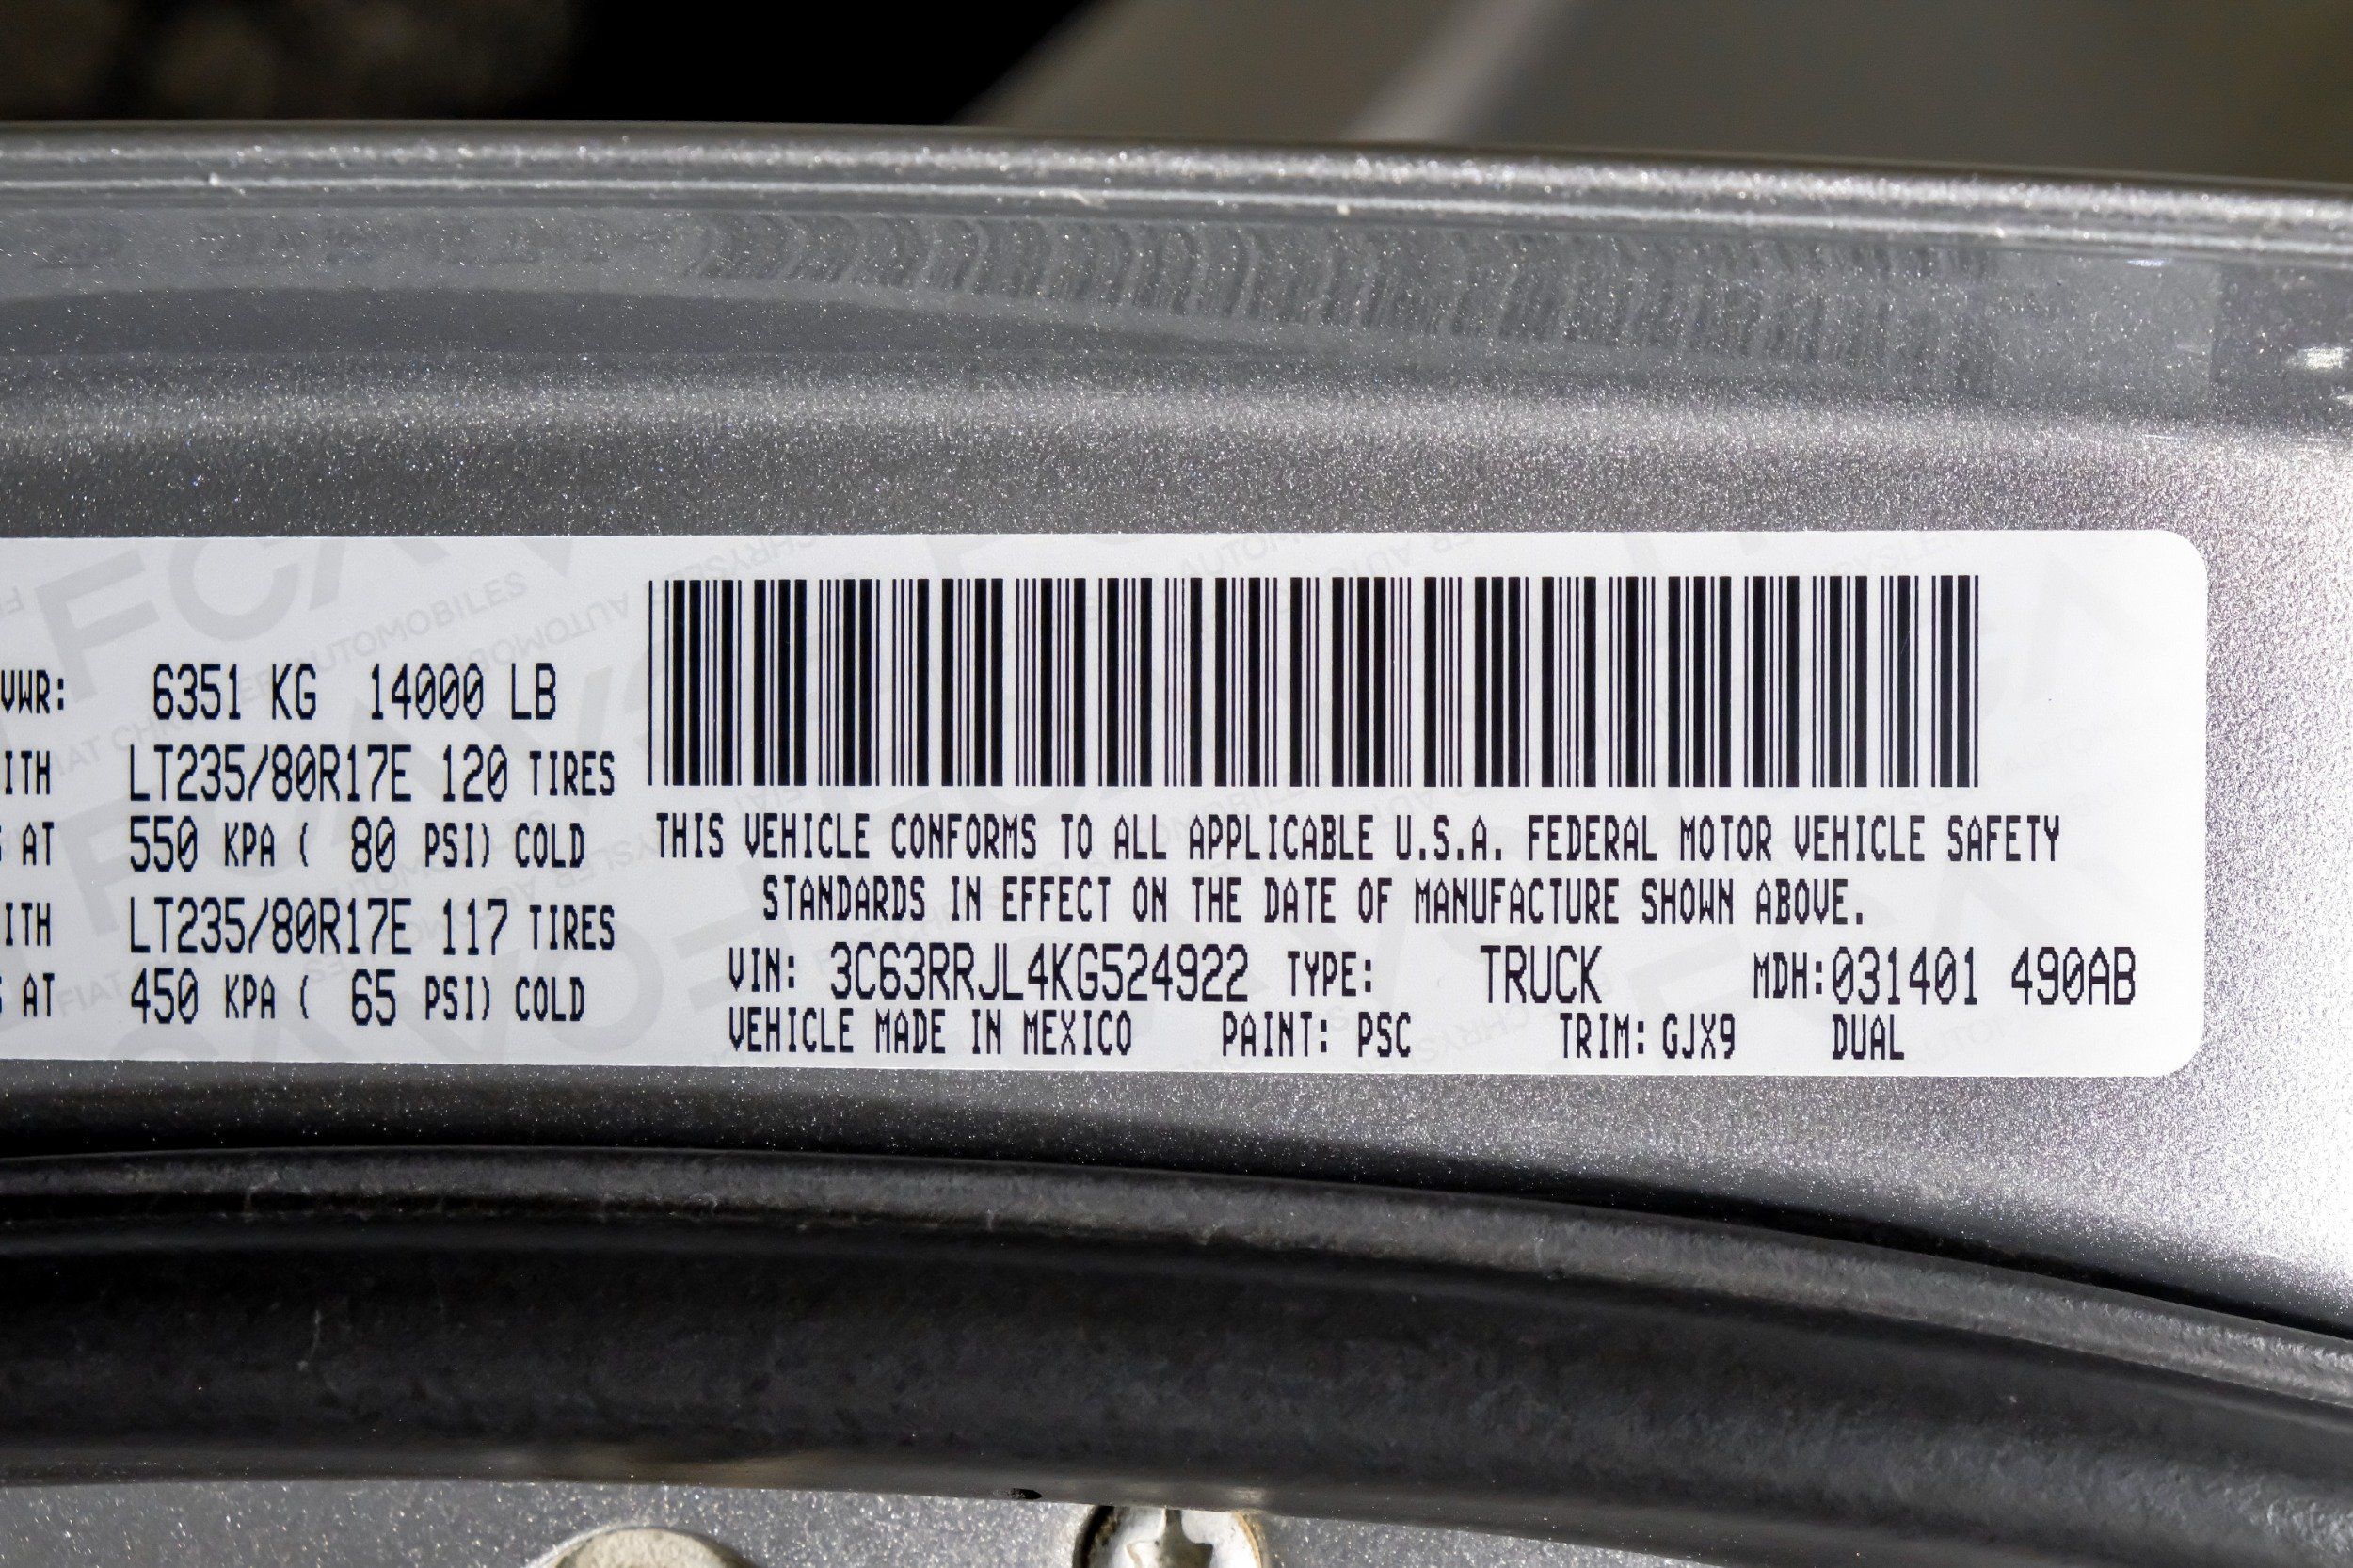 VWR: 6351 KG 14000 LB
ITH LT235/80R17E 120 TIRES
AT 550 KPA ( 80 PSI) COLD
ITH LT235/80R17E 117 TIRES
AT 450 KPA ( 65 PSI) COLD
THIS VEHICLE CONFORMS TO ALL APPLICABLE U.S.A. FEDERAL MOTOR VEHICLE SAFETY
STANDARDS IN EFFECT ON THE DATE OF MANUFACTURE SHOWN ABOVE.
VIN: 3C63RRJL4KG524922 TYPE: TRUCK MDH:031401 490AB
VEHICLE MADE IN MEXICO PAINT: PSC TRIM: GJX9 DUAL